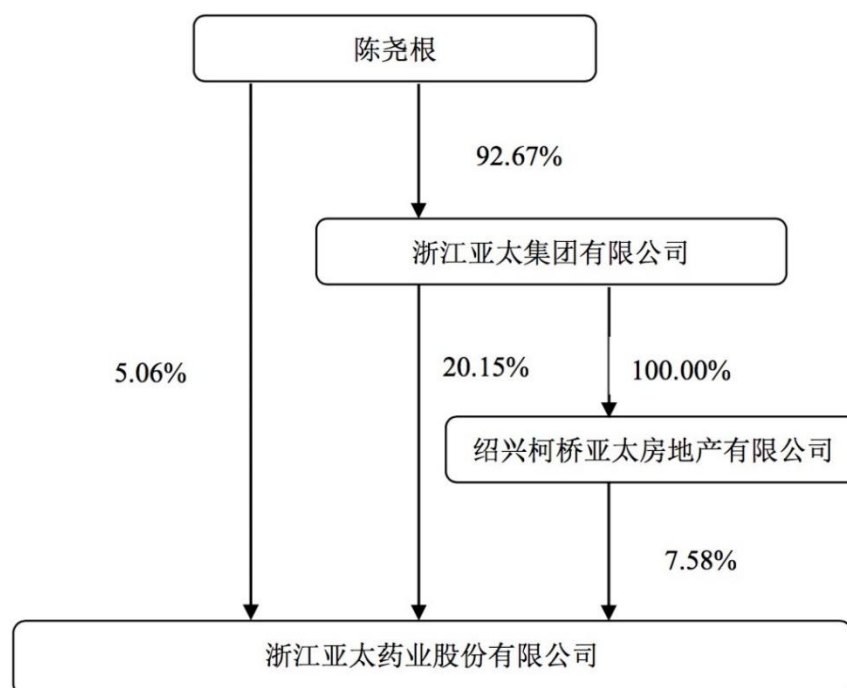 陈尧根
92.67%
浙江亚太集团有限公司
5.06%
20.15%
100.00%
绍兴柯桥亚太房地产有限公司
7.58%
浙江亚太药业股份有限公司